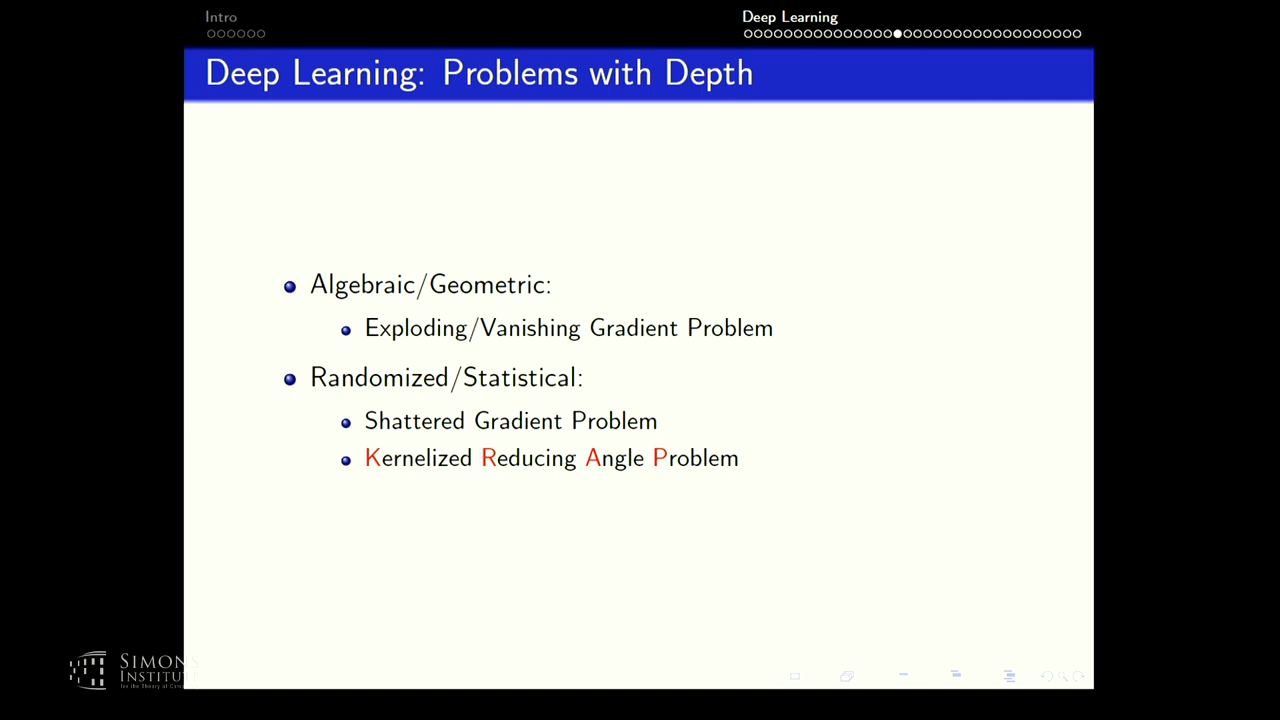 Intro
Deep Learning
Deep Learning: Problems with Depth
Algebraic/Geometric:
Exploding/Vanishing Gradient Problem
Randomized/Statistical:
Shattered Gradient Problem
Kernelized Reducing Angle Problem
SIMONS
INSTITUTE